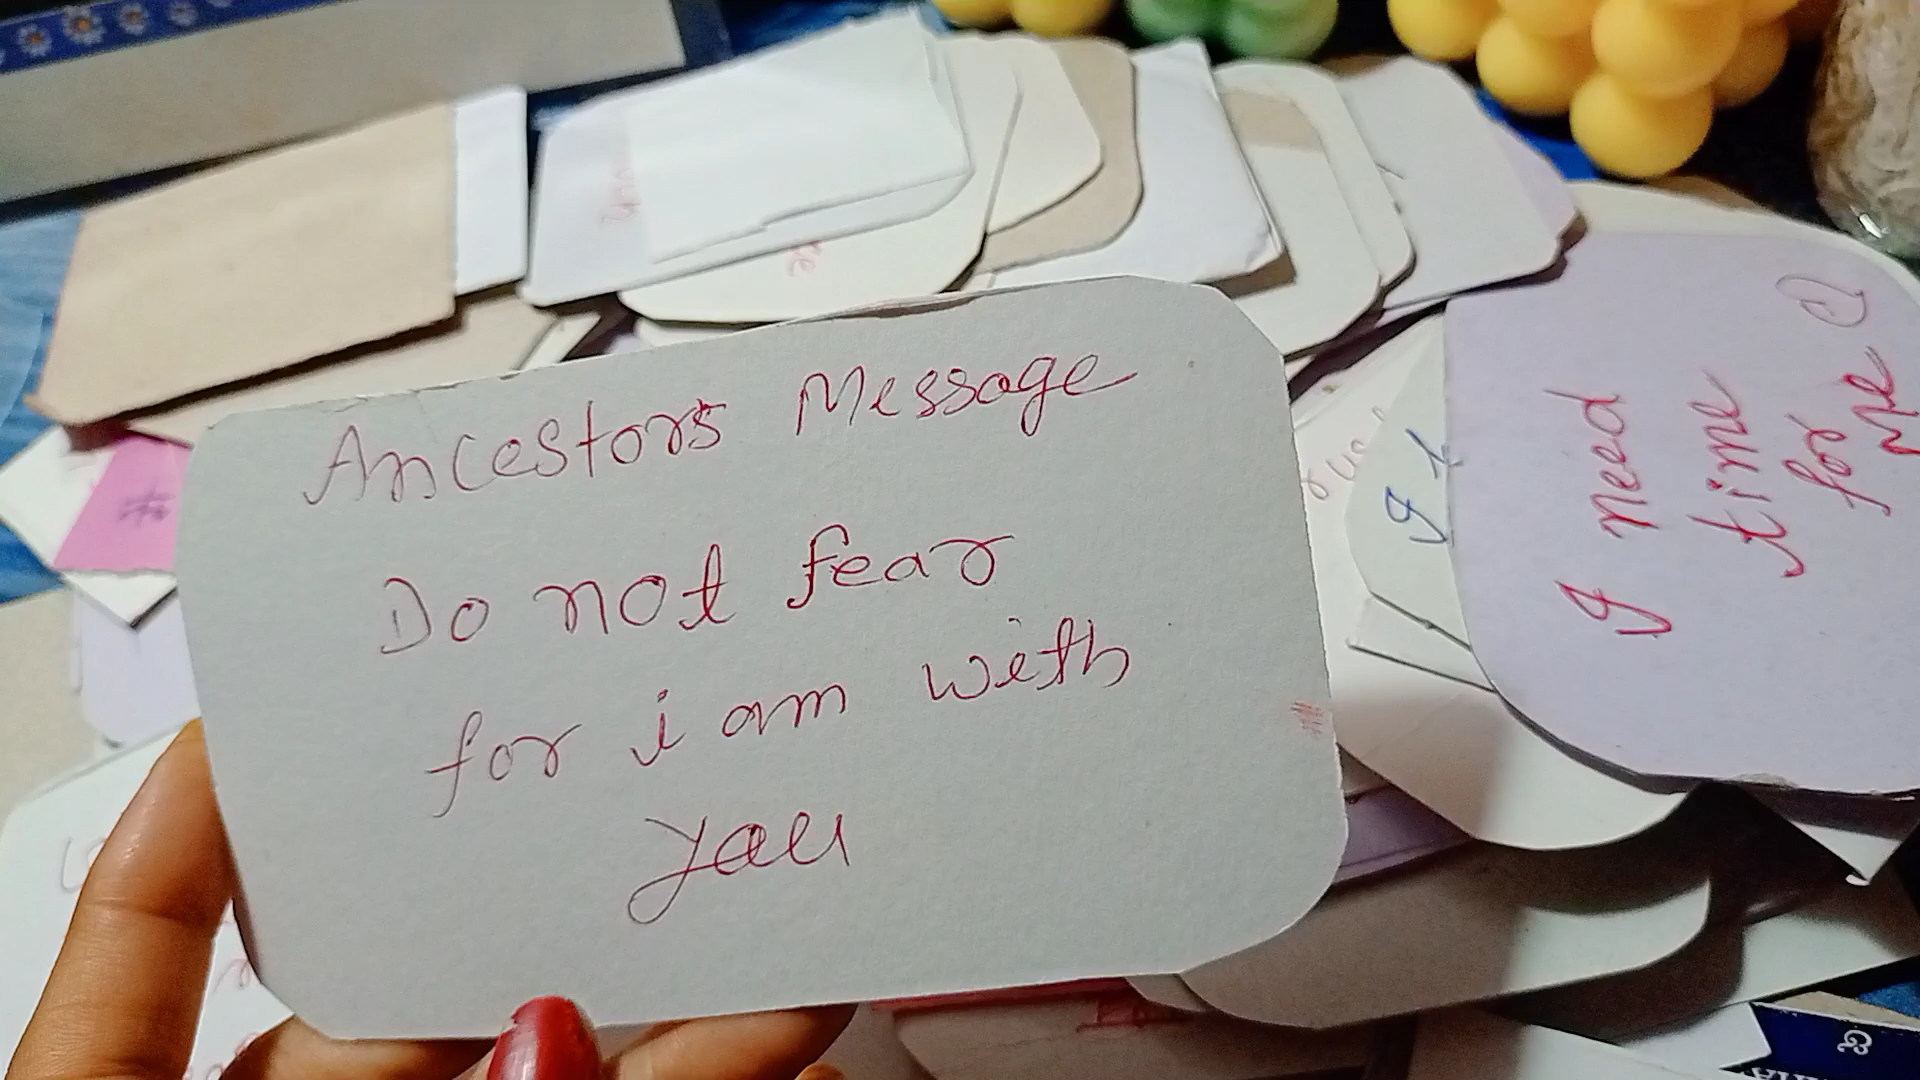 Ancestors Message
Do not fear
for i am with
you
I need
time
for
me